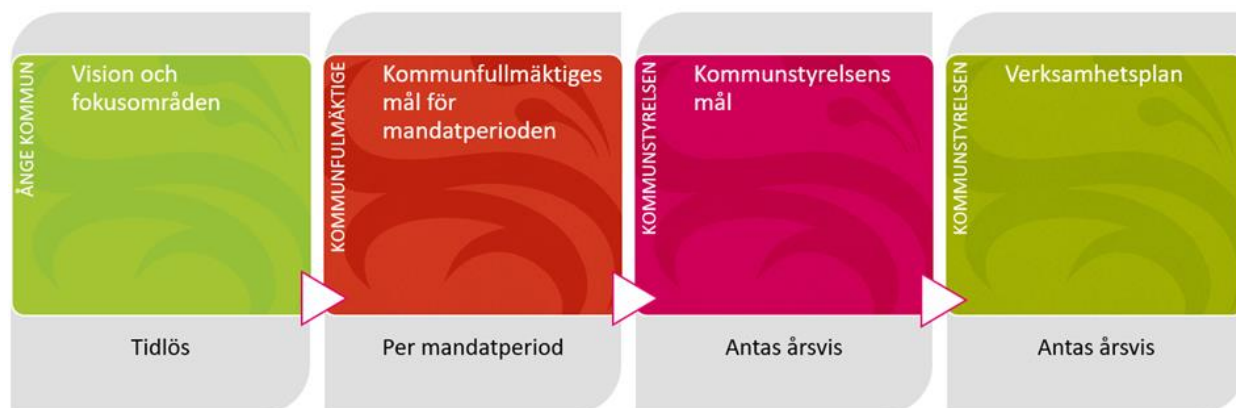 ÅNGE KOMMUN
Vision och
fokusområden
Tidlös
KOMMUNFULMÄKTIGE
Kommunfullmäktiges
mål för
mandatperioden
Per mandatperiod
KOMMUNSTYRELSEN
Kommunstyrelsens
mål
Antas årsvis
KOMMUNSTYRELSEN
Verksamhetsplan
Antas årsvis